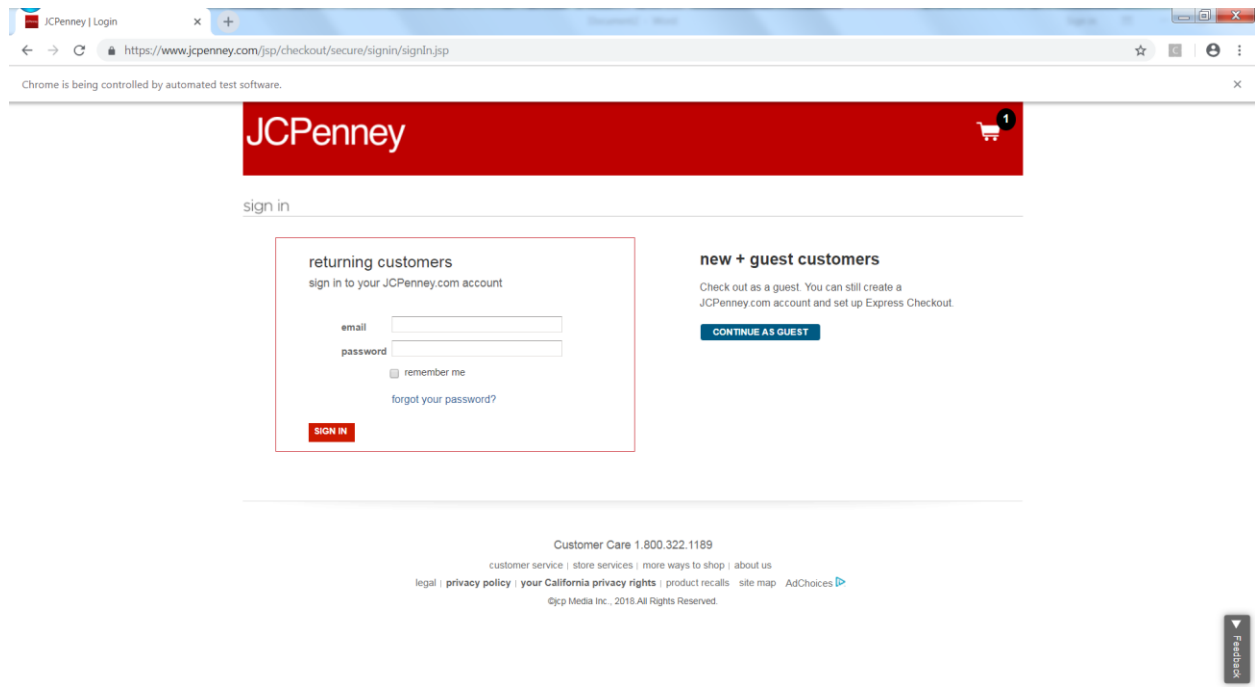 JCPenney | Login
https://www.jcpenney.com/jsp/checkout/secure/signin/signIn.jsp
Chrome is being controlled by automated test software.
JCPenney
1
sign in
returning customers
sign in to your JCPenney.com account
email
password
remember me
forgot your password?
SIGN IN
new + guest customers
Check out as a guest. You can still create a
JCPenney.com account and set up Express Checkout.
CONTINUE AS GUEST
Customer Care 1.800.322.1189
customer service | store services | more ways to shop | about us
legal | privacy policy | your California privacy rights | product recalls site map AdChoices
©jcp Media Inc., 2018.All Rights Reserved.
Feedback